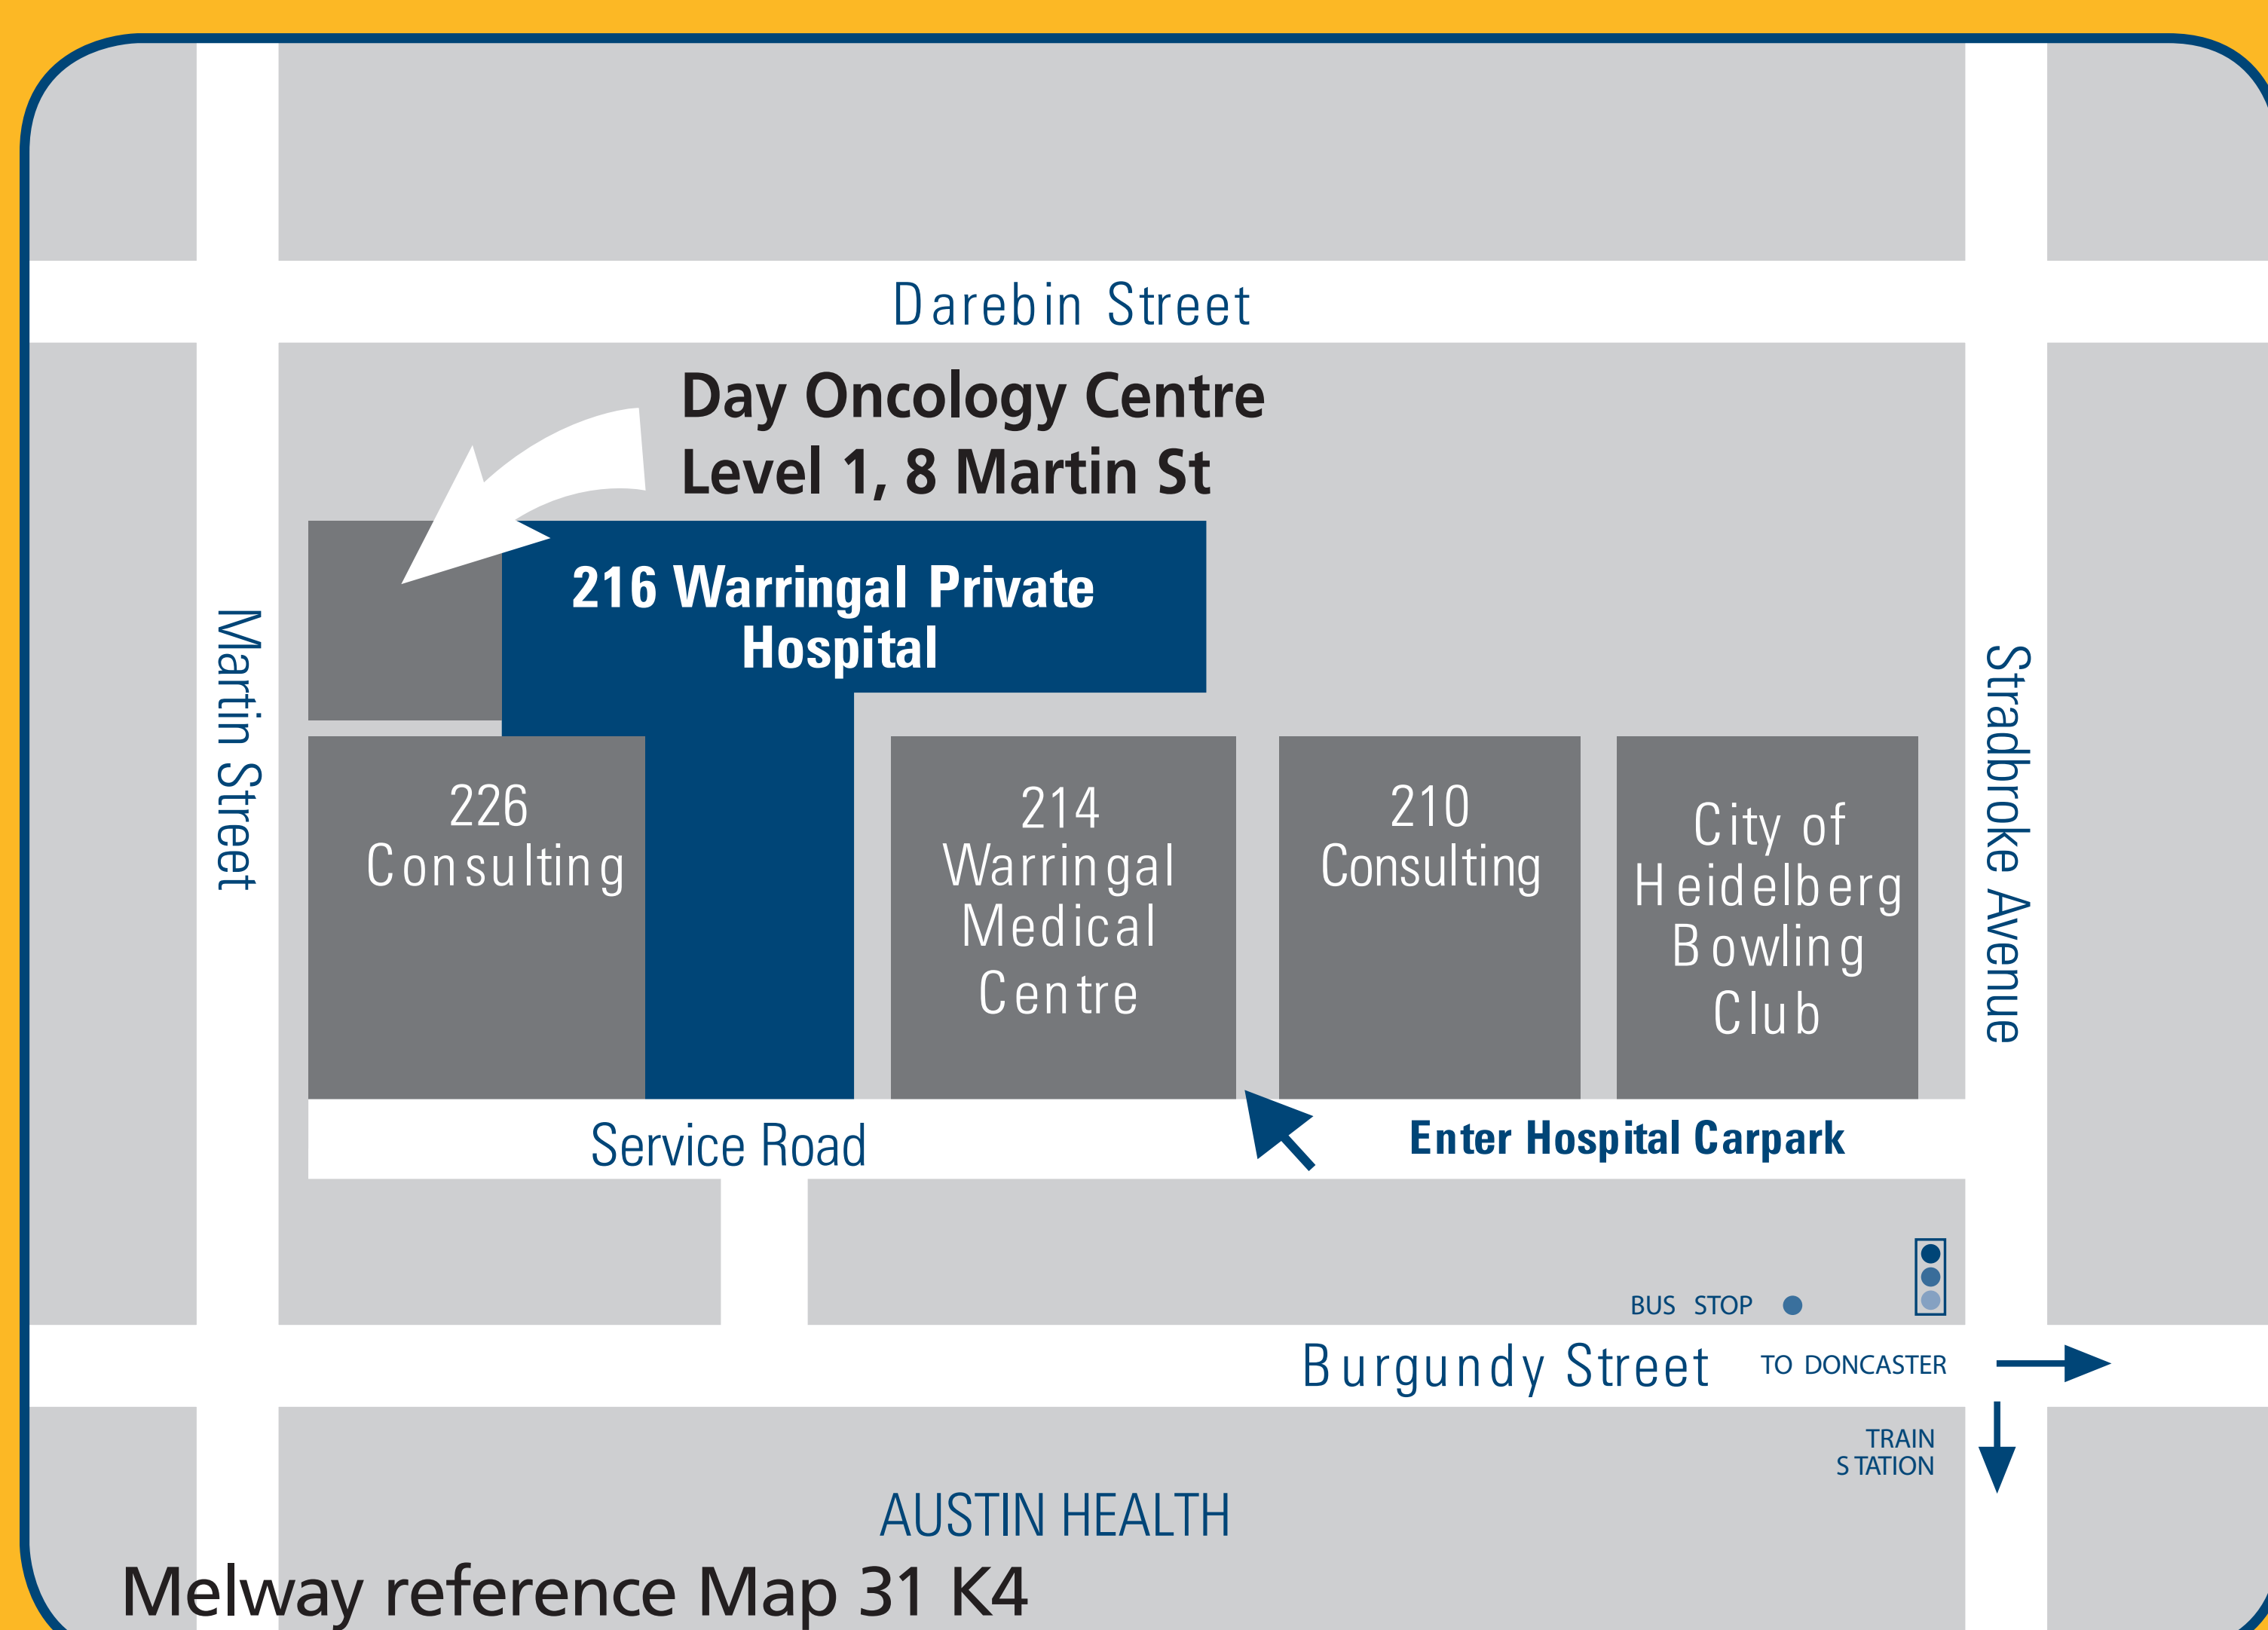 Darebin Street
Day Oncology Centre
Level 1, 8 Martin St
216 Warringal Private
Hospital
Martin Street
Stradbroke Avenue
226
Consulting
214
Warringal
Medical
Centre
210
Consulting
City of
Heidelberg
Bowling
Club
Service Road
Enter Hospital Carpark
BUS STOP
Burgundy Street
TO DONCASTER
TRAIN
STATION
AUSTIN HEALTH
Melway reference Map 31 K4